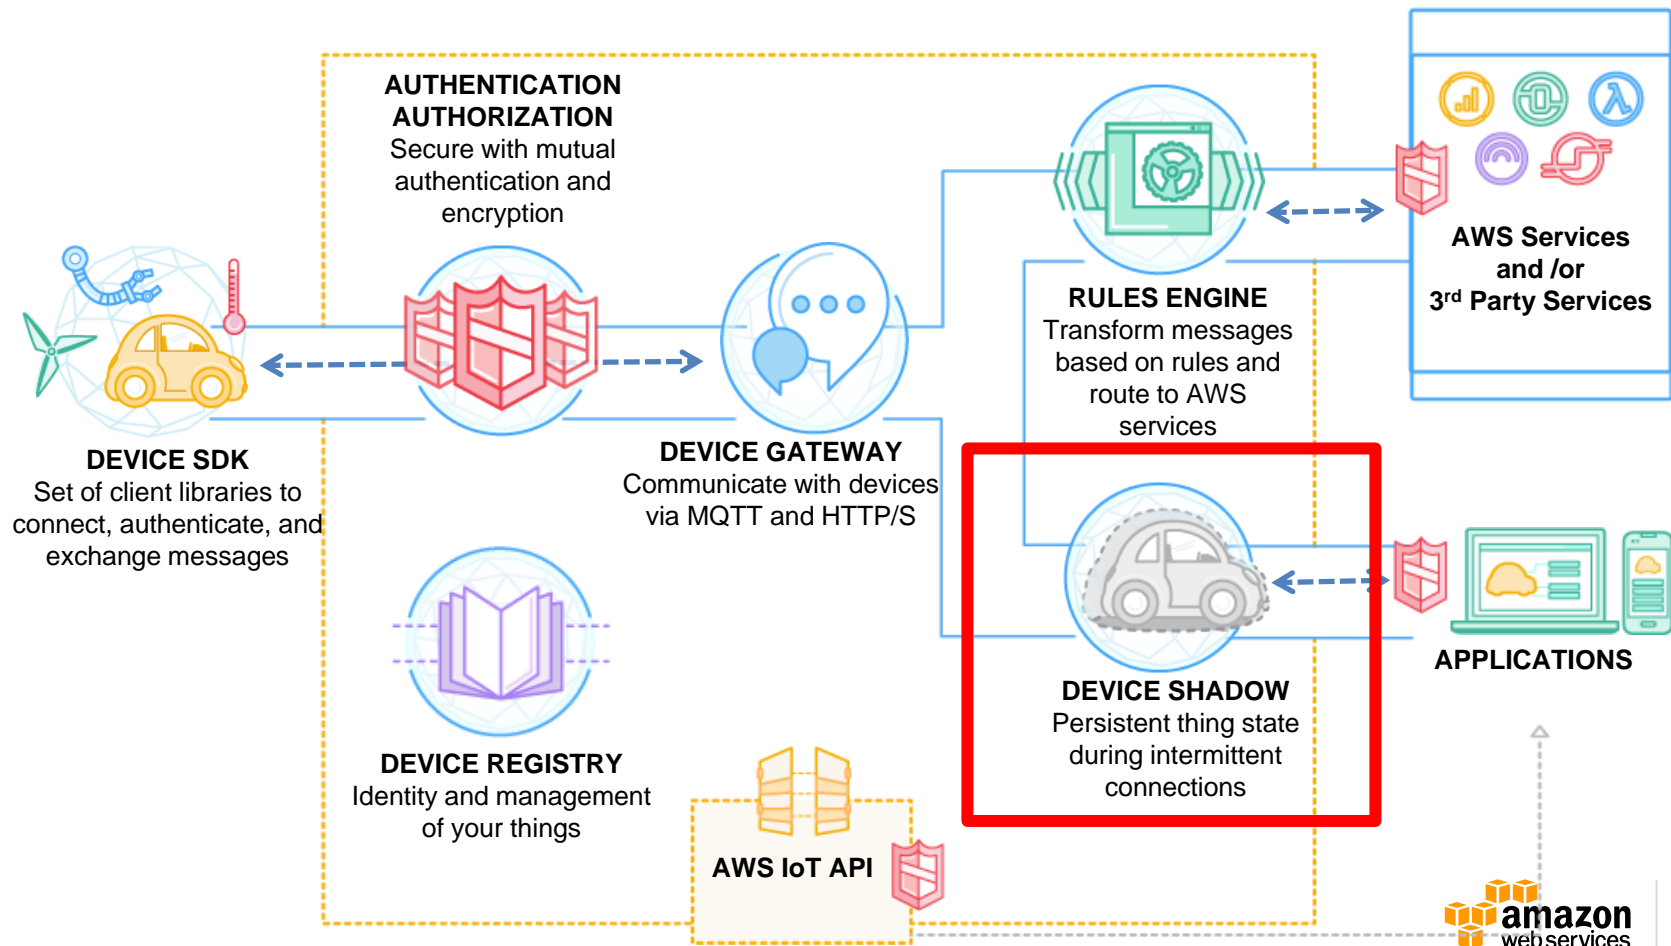 AUTHENTICATION
AUTHORIZATION
Secure with mutual
authentication and
encryption
DEVICE SDK
Set of client libraries to
connect, authenticate, and
exchange messages
DEVICE GATEWAY
Communicate with devices
via MQTT and HTTP/S
RULES ENGINE
Transform messages
based on rules and
route to AWS
services
AWS Services
and /or
3rd Party Services
DEVICE REGISTRY
Identity and management
of your things
DEVICE SHADOW
Persistent thing state
during intermittent
connections
APPLICATIONS
AWS IoT API
amazon
web services